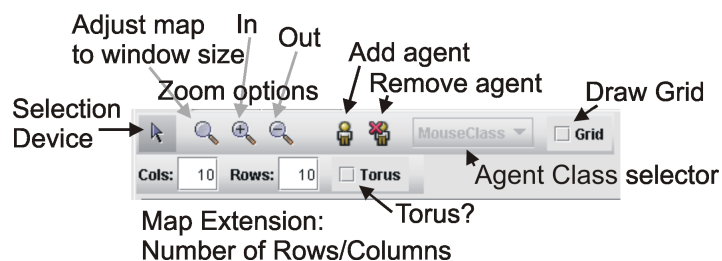 Adjust map
to window size
In
Out
Zoom options
Add agent
Remove agent
Draw Grid
Selection
Device
MouseClass
Grid
Cols: 10 Rows: 10 Torus
Agent Class selector
Torus?
Map Extension:
Number of Rows/Columns